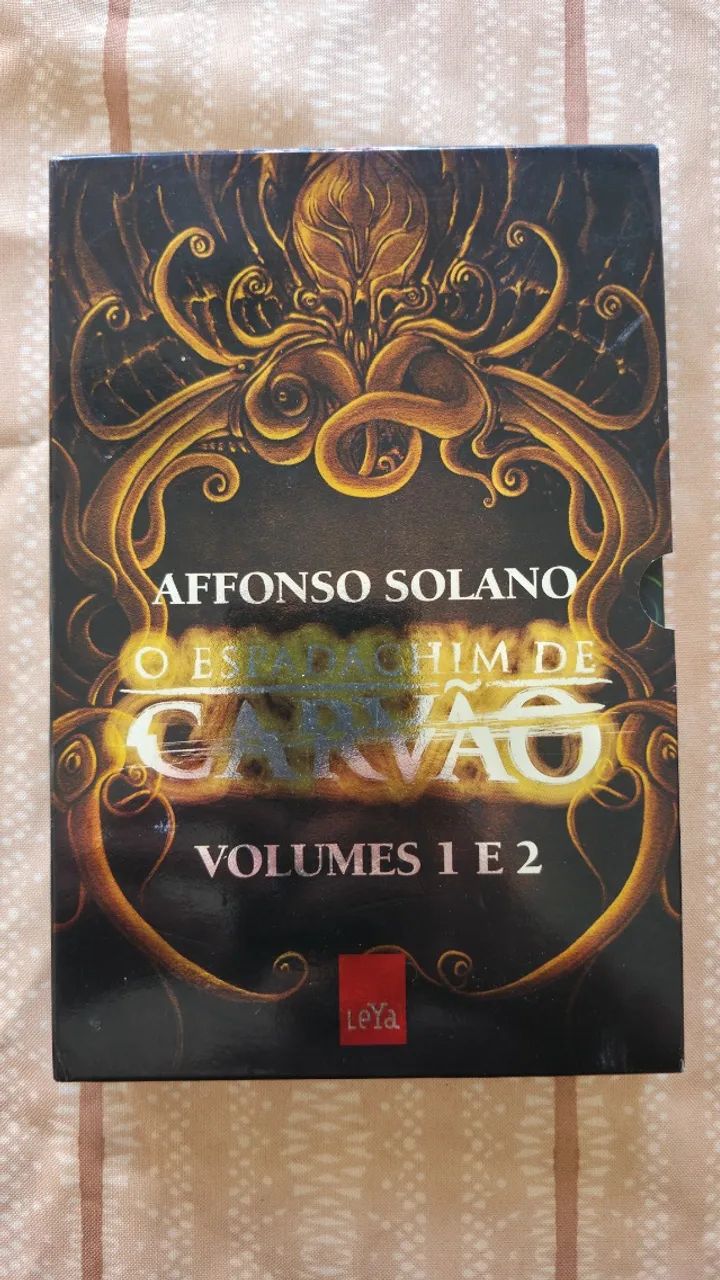 AFFONSO SOLANO
O ESPADACHIM DE
CARVÃO
VOLUMES 1 E 2
LeYa